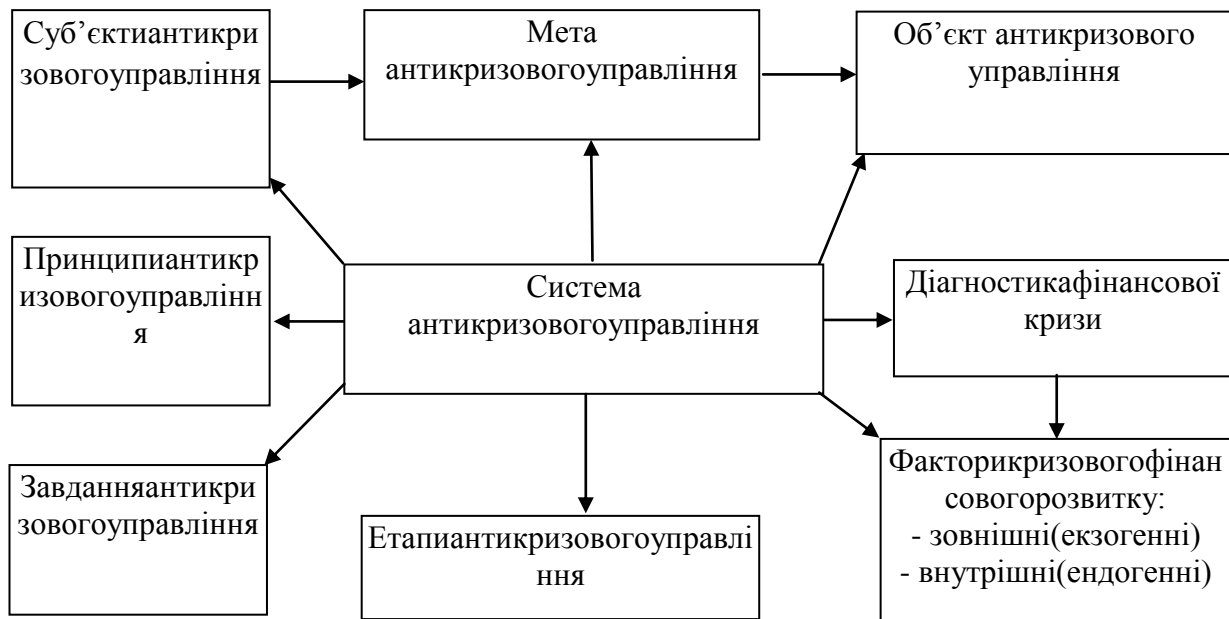 Суб’єктиантикри
зовогоуправління
Мета
антикризовогоуправління
Об’єкт антикризового
управління
Принципиантикр
изовогоуправлінн
я
Система
антикризовогоуправління
Діагностикафінансової
кризи
Завданняантикри
зовогоуправління
Етапиантикризовогоуправлі
ння
Факторикризовогофінан
совогорозвитку:
- зовнішні(екзогенні)
- внутрішні(ендогенні)